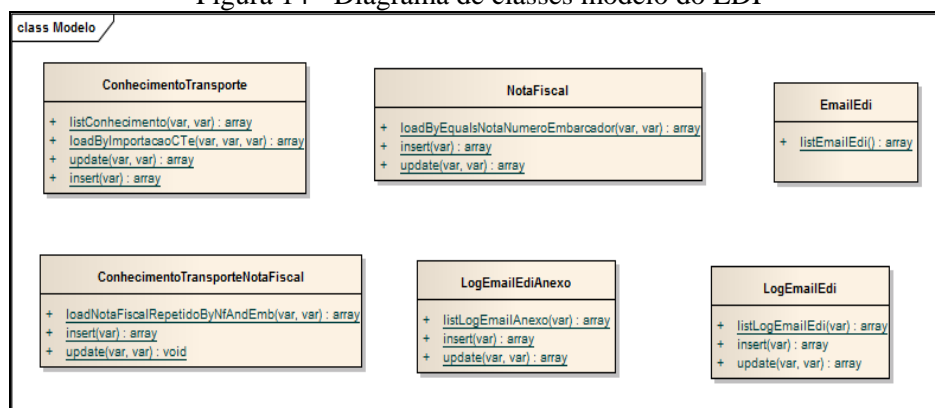 Figura 14 - Diagrama de classes modelo do EDI
class Modelo
ConhecimentoTransporte
+ listConhecimento(var, var) : array
+ loadByImportacaoCTe(var, var, var) : array
+ update(var, var) : array
+ insert(var) : array
NotaFiscal
+ loadByEqualsNotaNumeroEmbarcador(var, var) : array
+ insert(var) : array
+ update(var, var) : array
EmailEdi
+ listEmailEdi() : array
ConhecimentoTransporteNotaFiscal
+ loadNotaFiscalRepetidoByNfAndEmb(var, var) : array
+ insert(var) : array
+ update(var, var) : void
LogEmailEdiAnexo
+ listLogEmailAnexo(var) : array
+ insert(var) : array
+ update(var, var) : array
LogEmailEdi
+ listLogEmailEdi(var) : array
+ insert(var) : array
+ update(var, var) : array